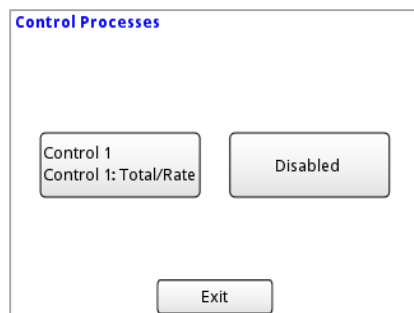 Control Processes
Control 1
Control 1: Total/Rate
Disabled
Exit